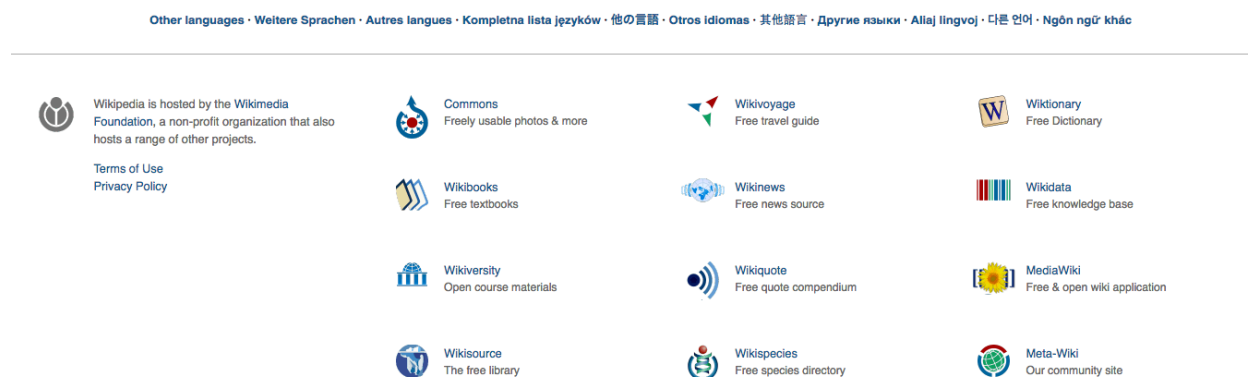 Other languages · Weitere Sprachen · Autres langues · Kompletna lista języków · 他の言語 · Otros idiomas · 其他語言 · Другие языки · Aliaj lingvoj · 다른 언어 · Ngôn ngữ khác
Wikipedia is hosted by the Wikimedia
Foundation, a non-profit organization that also
hosts a range of other projects.
Terms of Use
Privacy Policy
Commons
Freely usable photos & more
Wikivoyage
Free travel guide
W
Wiktionary
Free Dictionary
Wikibooks
Free textbooks
Wikinews
Free news source
Wikidata
Free knowledge base
Wikiversity
Open course materials
Wikiquote
Free quote compendium
MediaWiki
Free & open wiki application
Wikisource
The free library
Wikispecies
Free species directory
Meta-Wiki
Our community site